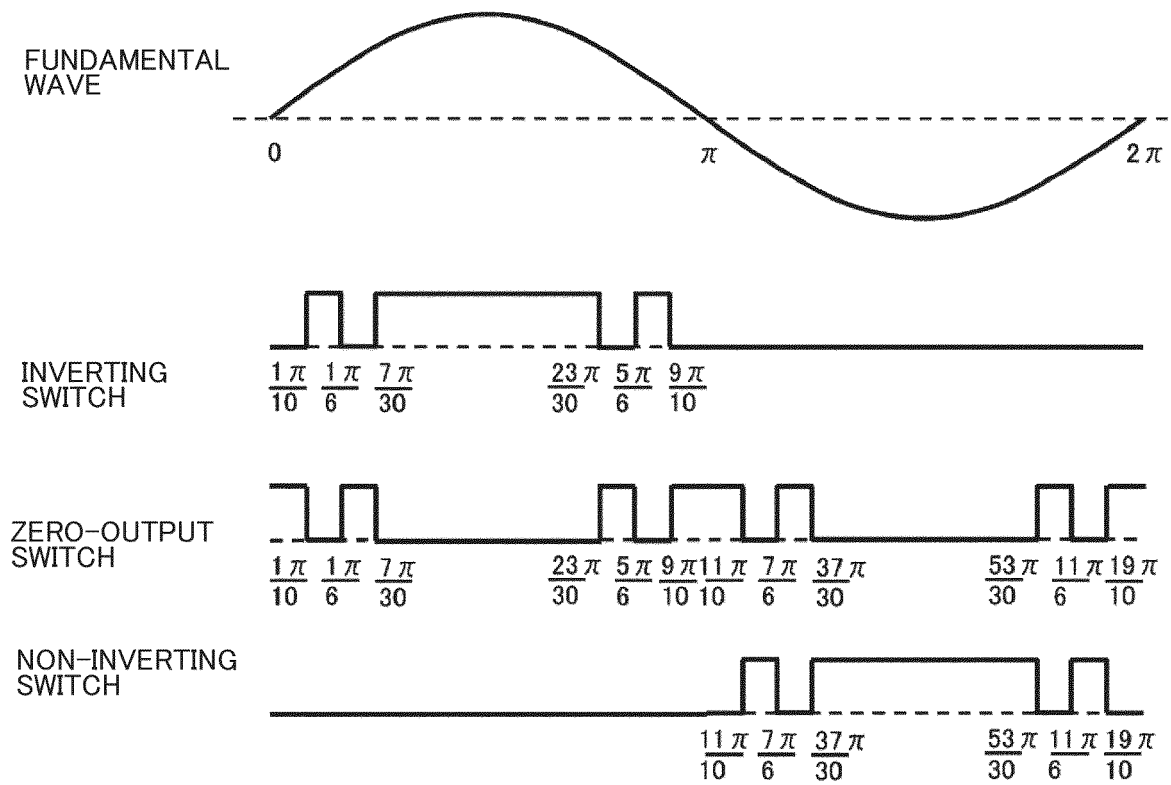 FUNDAMENTAL
WAVE
0 π 2π
INVERTING
SWITCH
1π/10 1π/6 7π/30 23π/30 5π/6 9π/10
ZERO-OUTPUT
SWITCH
1π/10 1π/6 7π/30 23π/30 5π/6 9π/10 11π/10 7π/6 37π/30 53π/30 11π/6 19π/10
NON-INVERTING
SWITCH
11π/10 7π/6 37π/30 53π/30 11π/6 19π/10